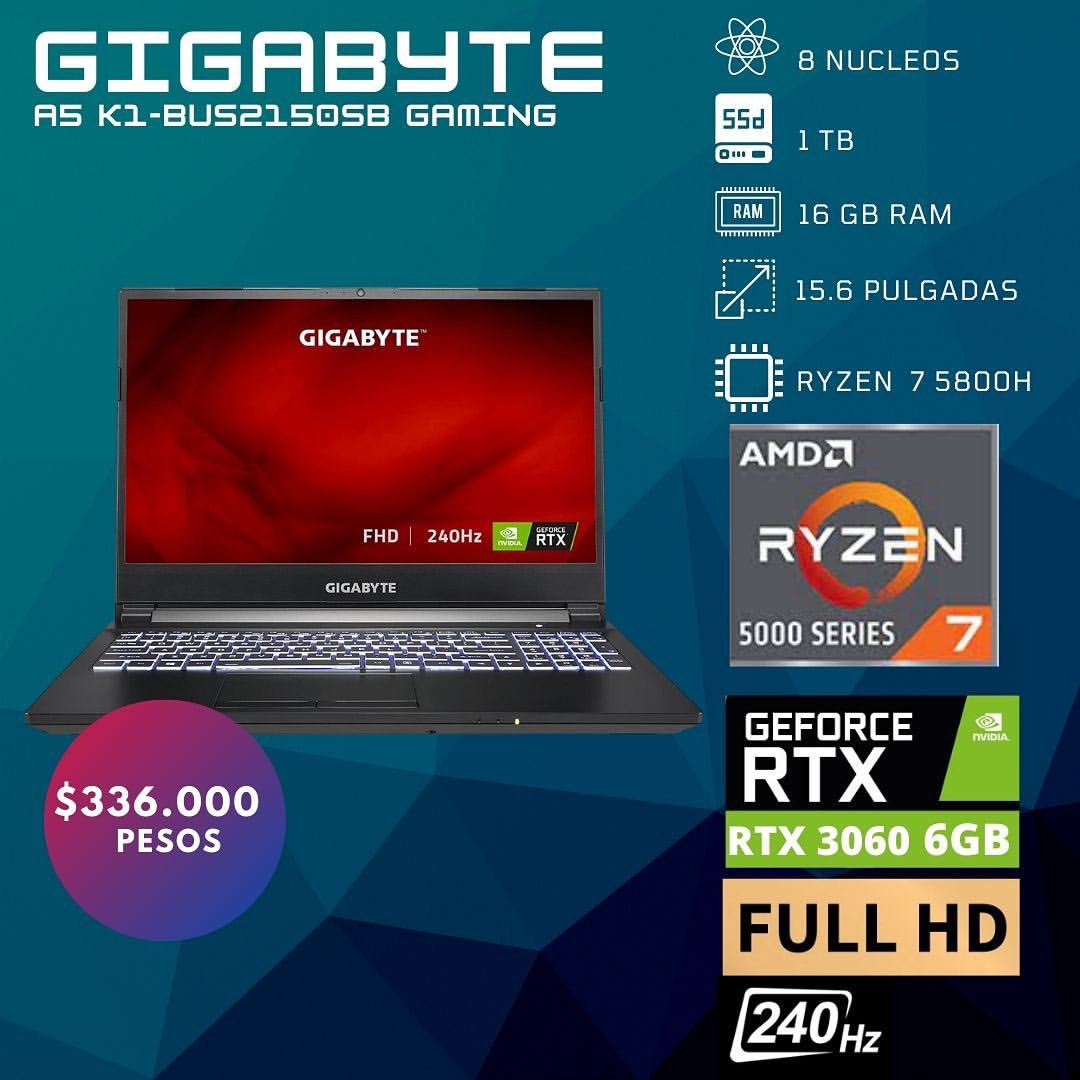 GIGABYTE
A5 K1-BUS2150SB GAMING
8 NUCLEOS
SSd
1 TB
RAM
16 GB RAM
15.6 PULGADAS
RYZEN 7 5800H
GIGABYTE™
FHD | 240Hz
NVIDIA.
GEFORCE
RTX
GIGABYTE
AMD
RYZEN
5000 SERIES
7
GEFORCE
RTX
NVIDIA.
RTX 3060 6GB
FULL HD
240Hz
$336.000
PESOS